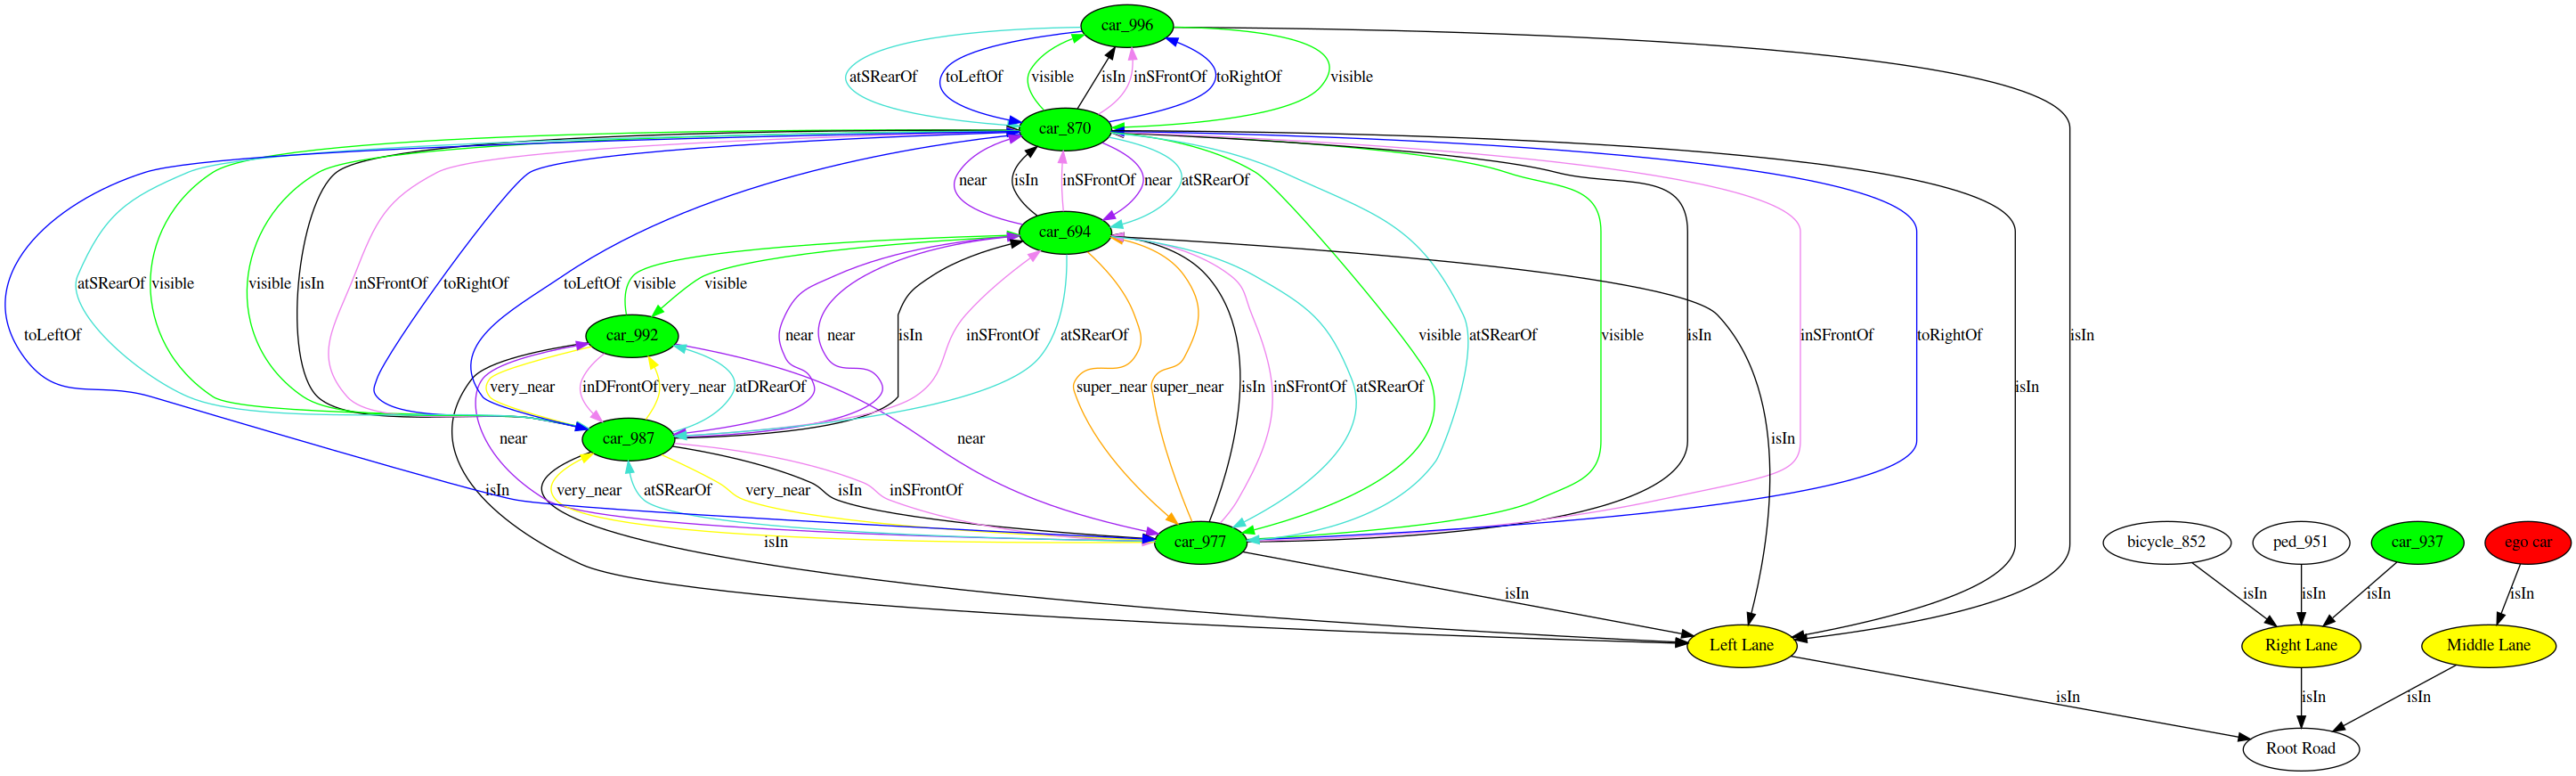 car_996
atSRearOf toLeftOf visible isIn inSFrontOf toRightOf visible
car_870
near isIn inSFrontOf near atSRearOf
car_694
atSRearOf visible visible isIn inSFrontOf toRightOf toLeftOf visible visible
toLeftOf car_992 near near isIn inSFrontOf atSRearOf visible atSRearOf visible isIn inSFrontOf toRightOf isIn
very_near inDFrontOf very_near atDRearOf super_near super_near isIn inSFrontOf atSRearOf isIn
near car_987 near isIn
isIn very_near atSRearOf very_near isIn inSFrontOf
isIn car_977 bicycle_852 ped_951 car_937 ego car
isIn isIn isIn isIn isIn
Left Lane Right Lane Middle Lane
isIn isIn isIn
Root Road